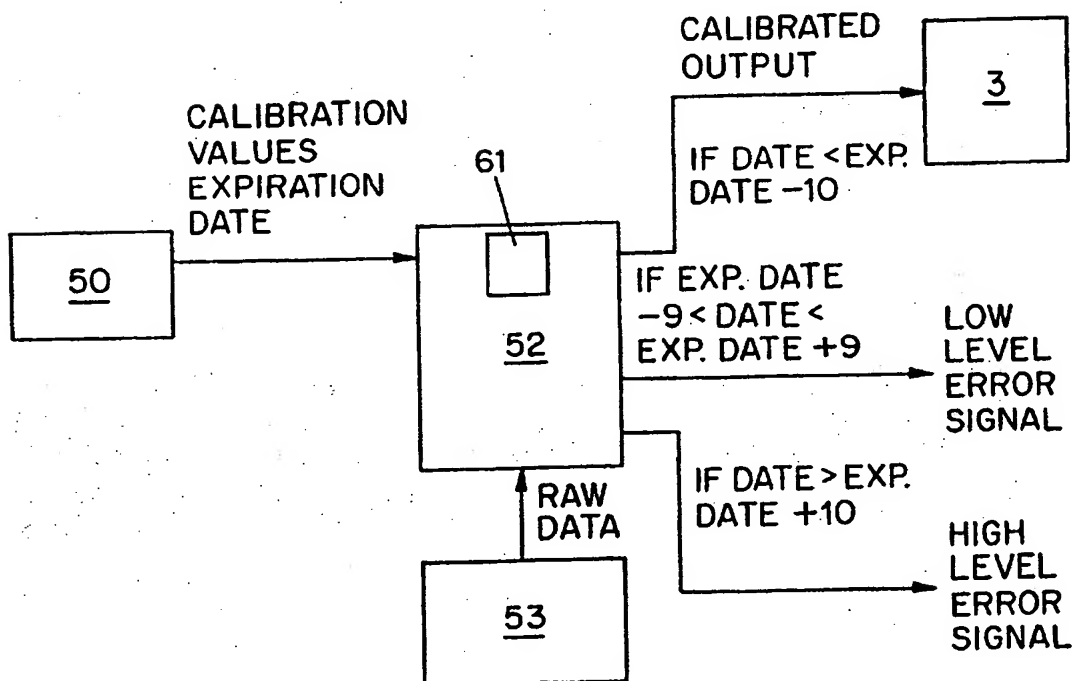 CALIBRATED
OUTPUT
3
CALIBRATION
VALUES
EXPIRATION
DATE
61
IF DATE < EXP.
DATE -10
50
52
IF EXP. DATE
-9 < DATE <
EXP. DATE +9
LOW
LEVEL
ERROR
SIGNAL
RAW
DATA
IF DATE > EXP.
DATE +10
53
HIGH
LEVEL
ERROR
SIGNAL